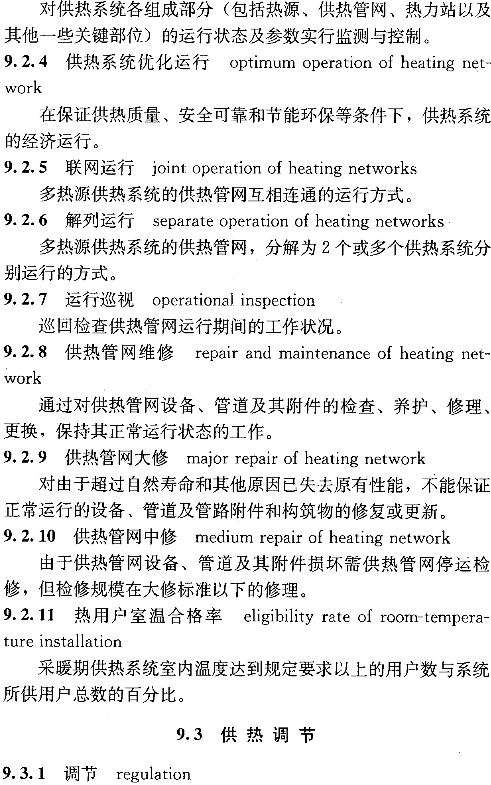 对供热系统各组成部分（包括热源、供热管网、热力站以及
其他一些关键部位）的运行状态及参数实行监测与控制。
9.2.4 供热系统优化运行 optimum operation of heating net-
work
在保证供热质量、安全可靠和节能环保等条件下，供热系统
的经济运行。
9.2.5 联网运行 joint operation of heating networks
多热源供热系统的供热管网互相连通的运行方式。
9.2.6 解列运行 separate operation of heating networks
多热源供热系统的供热管网，分解为2个或多个供热系统分
别运行的方式。
9.2.7 运行巡视 operational inspection
巡回检查供热管网运行期间的工作状况。
9.2.8 供热管网维修 repair and maintenance of heating net-
work
通过对供热管网设备、管道及其附件的检查、养护、修理、
更换，保持其正常运行状态的工作。
9.2.9 供热管网大修 major repair of heating network
对由于超过自然寿命和其他原因已失去原有性能，不能保证
正常运行的设备、管道及管路附件和构筑物的修复或更新。
9.2.10 供热管网中修 medium repair of heating network
由于供热管网设备、管道及其附件损坏需供热管网停运检
修，但检修规模在大修标准以下的修理。
9.2.11 热用户室温合格率 eligibility rate of room-tempera-
ture installation
采暖期供热系统室内温度达到规定要求以上的用户数与系统
所供用户总数的百分比。
9.3 供热调节
9.3.1 调节 regulation